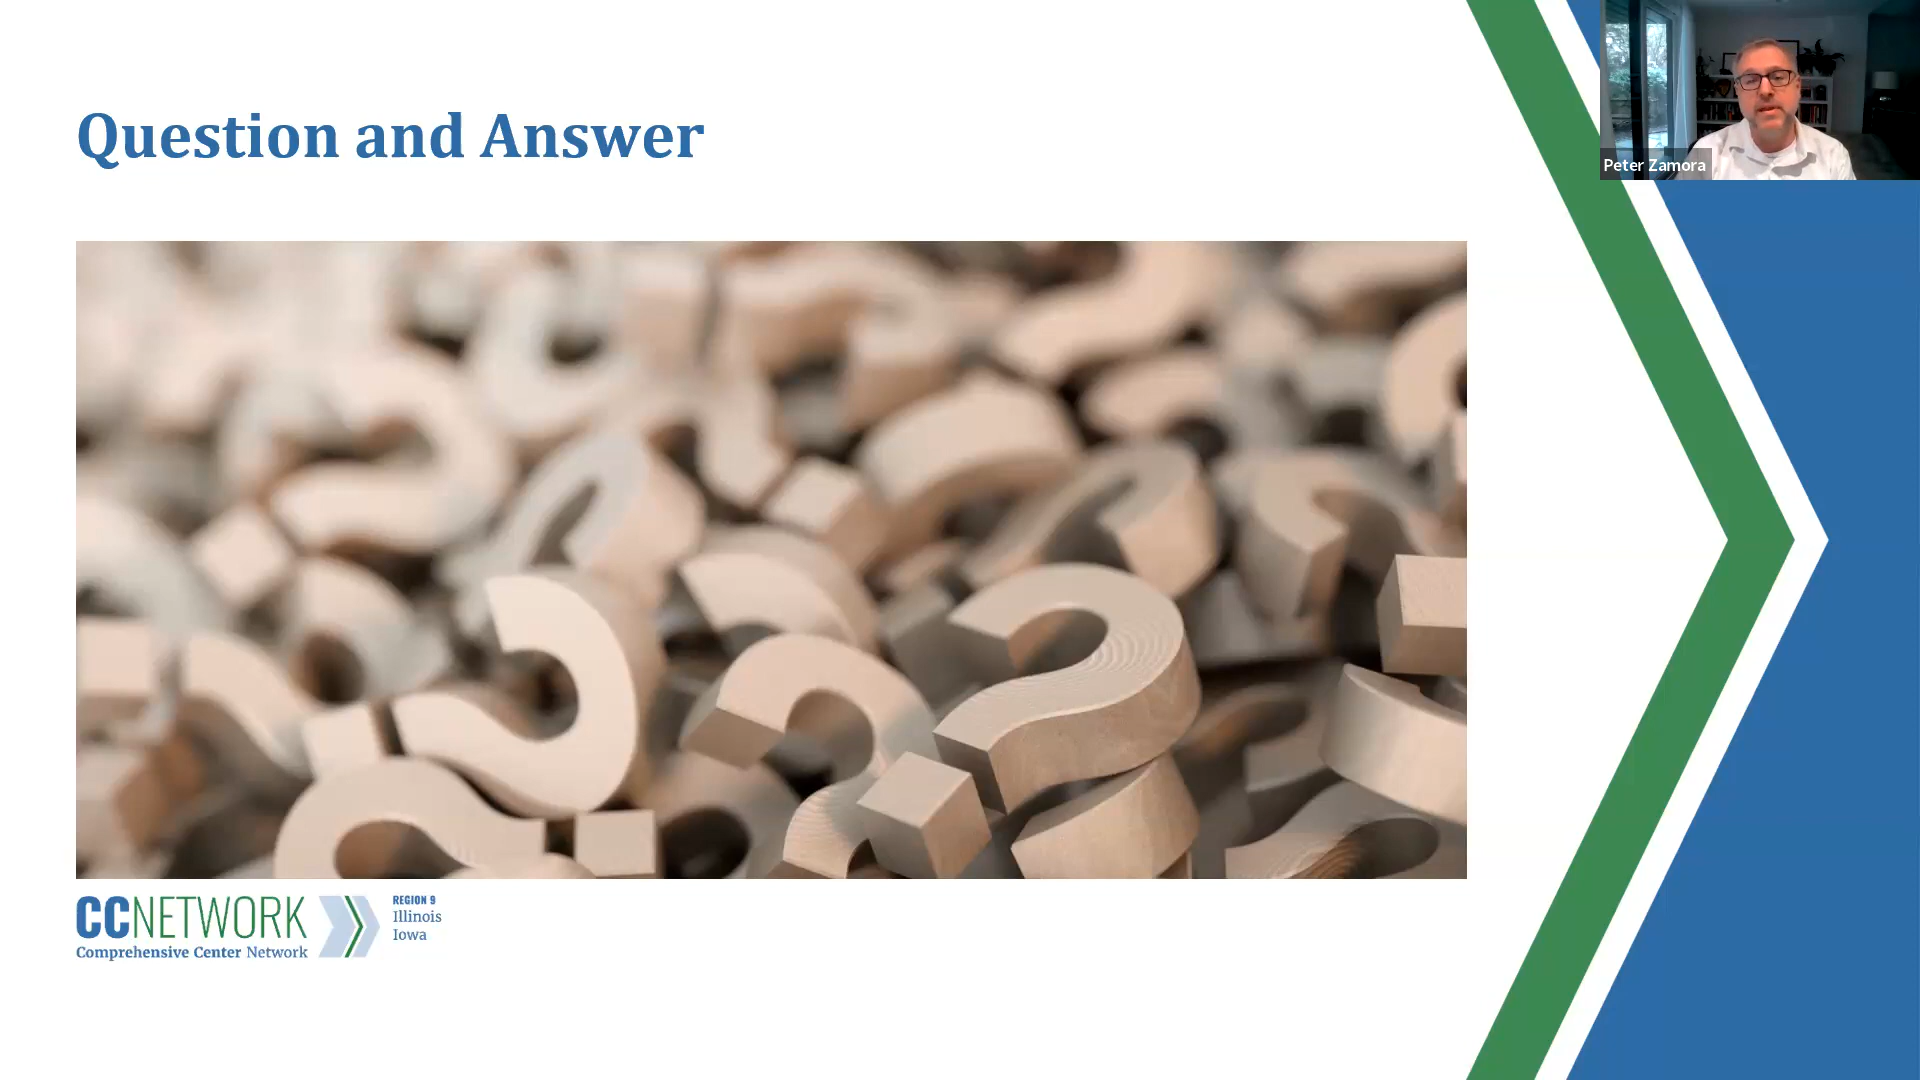 Question and Answer
Peter Zamora
CCNETWORK
Comprehensive Center Network
REGION 9
Illinois
Iowa